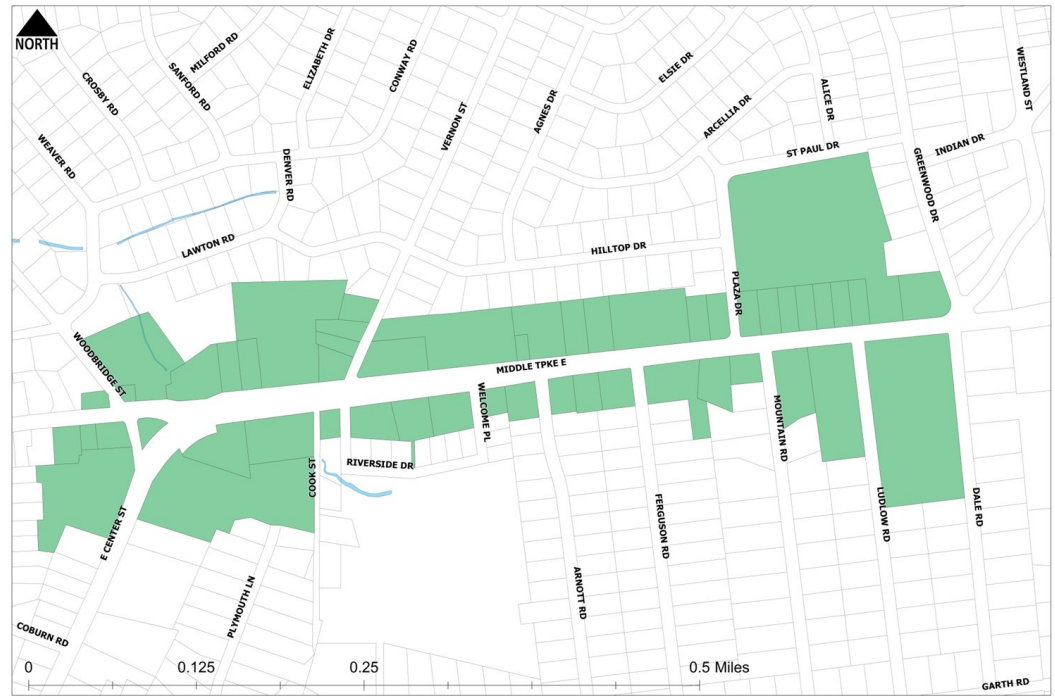 NORTH
MILFORD RD
SANFORD RD
CROSBY RD
ELIZABETH DR
CONWAY RD
VERNON ST
AGNES DR
ELSIE DR
ARCELLIA DR
ALICE DR
WESTLAND ST
ST PAUL DR
GREENWOOD DR
INDIAN DR
WEAVER RD
DENVER RD
LAWTON RD
HILLTOP DR
PLAZA DR
WOODBRIDGE ST
MIDDLE TPKE E
WELCOME PL
MOUNTAIN RD
COOK ST
RIVERSIDE DR
E CENTER ST
FERGUSON RD
LUDLOW RD
DALE RD
PLYMOUTH LN
ARNOTT RD
COBURN RD
0 0.125 0.25 0.5 Miles
GARTH RD